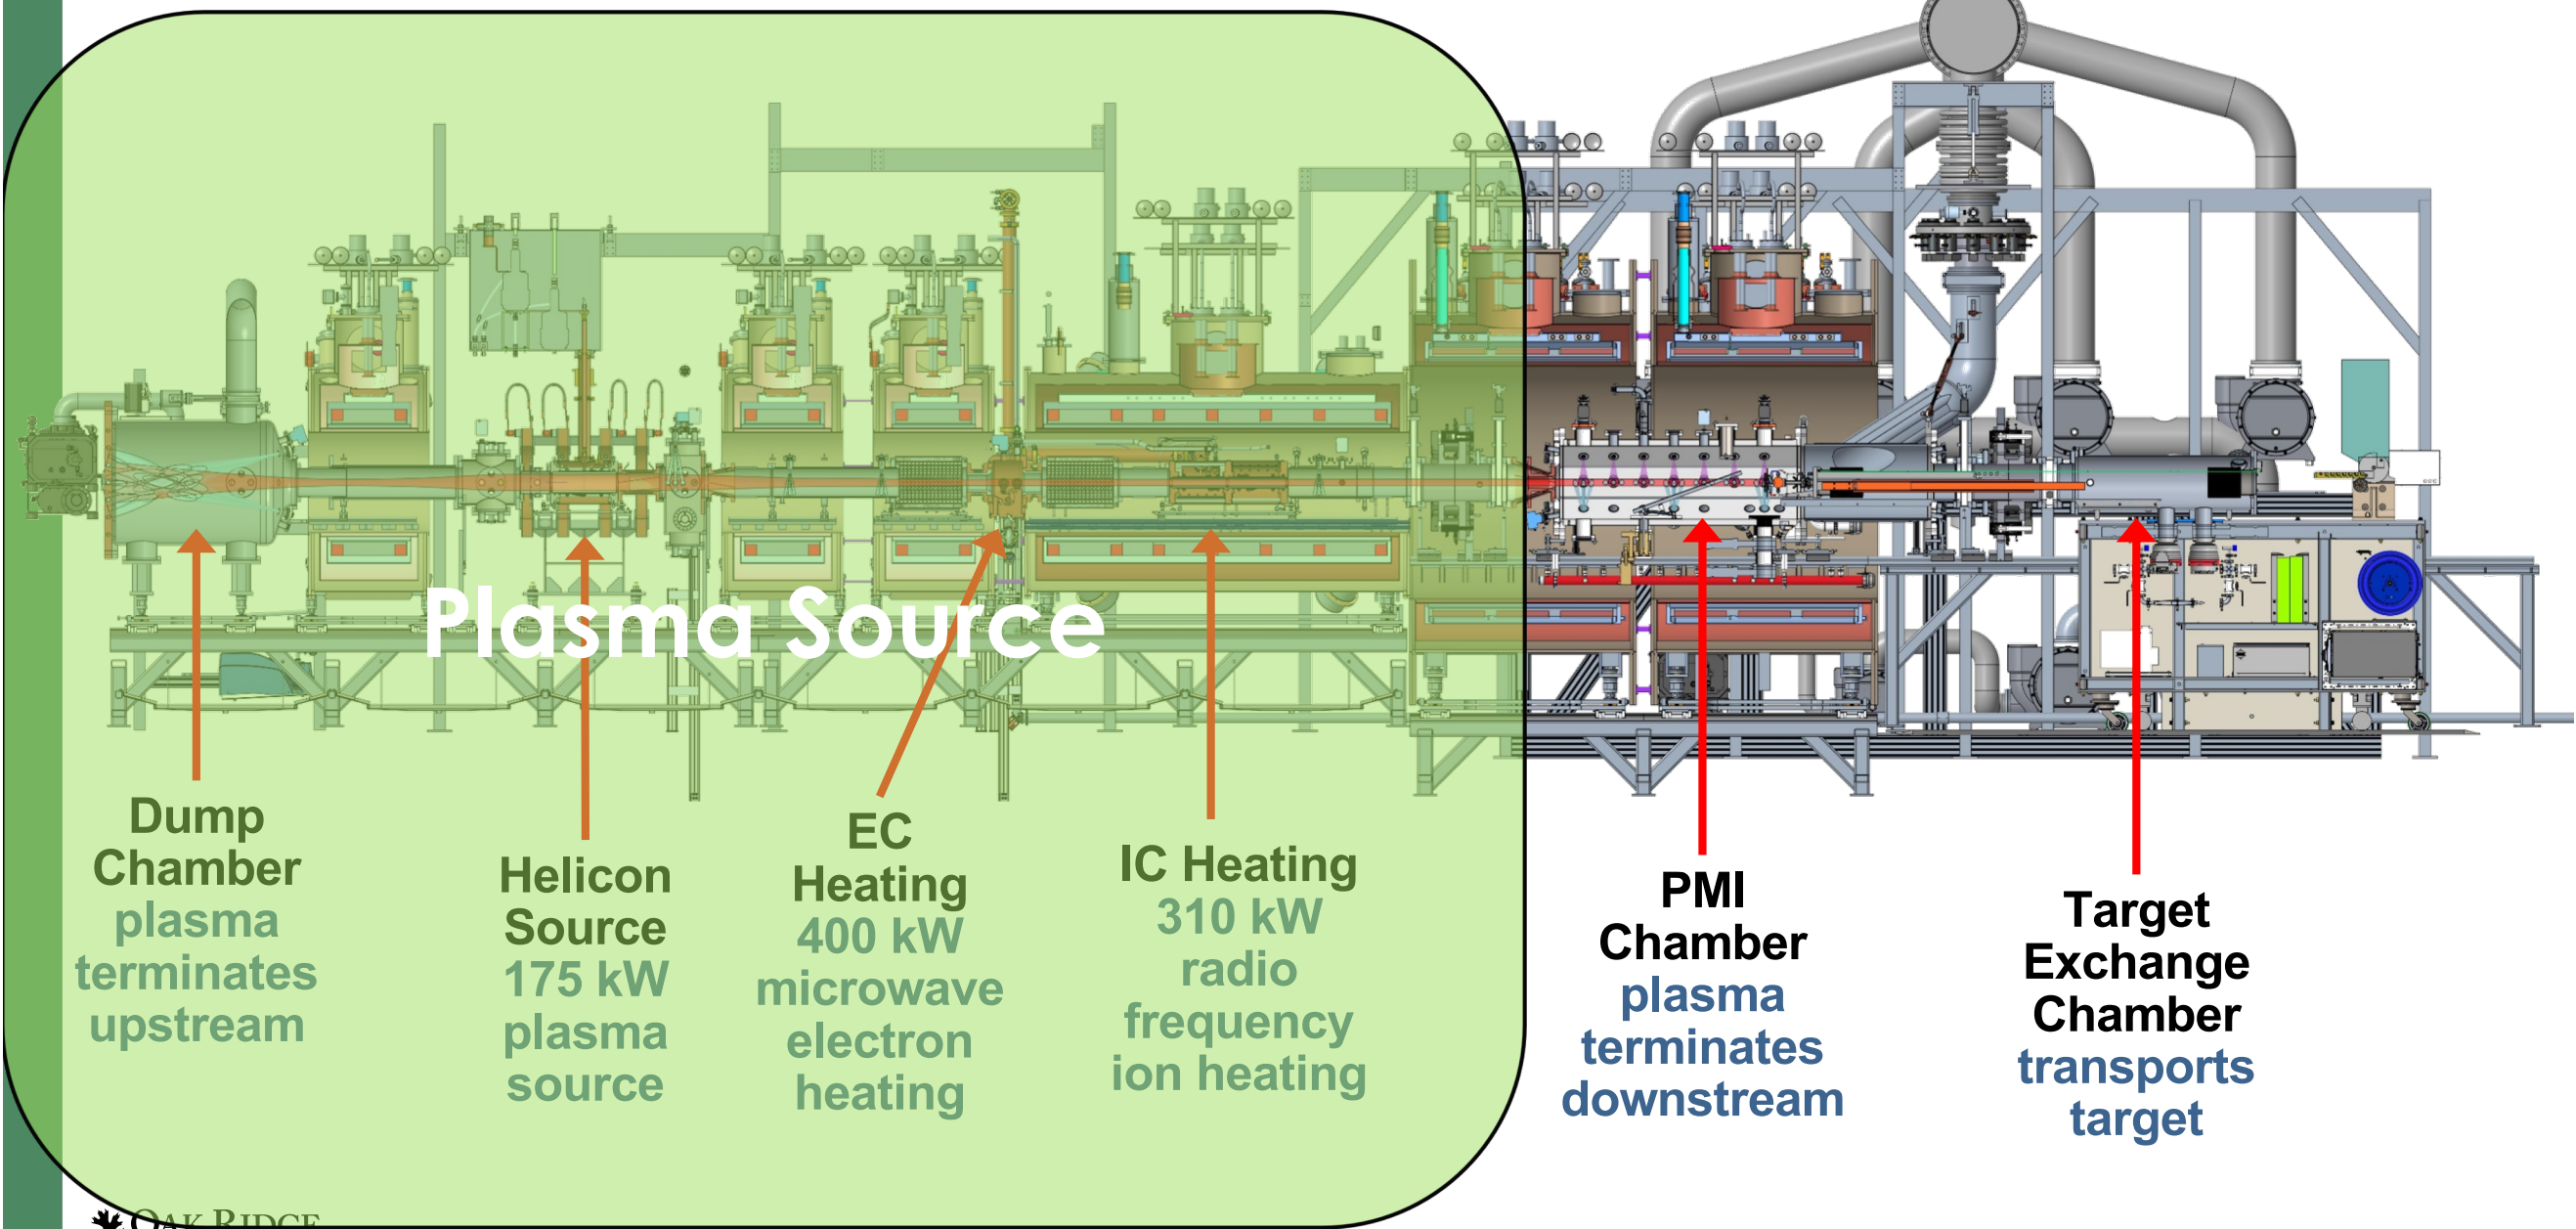 Plasma Source
Dump
Chamber
plasma
terminates
upstream
Helicon
Source
175 kW
plasma
source
EC
Heating
400 kW
microwave
electron
heating
IC Heating
310 kW
radio
frequency
ion heating
PMI
Chamber
plasma
terminates
downstream
Target
Exchange
Chamber
transports
target
OAK RIDGE